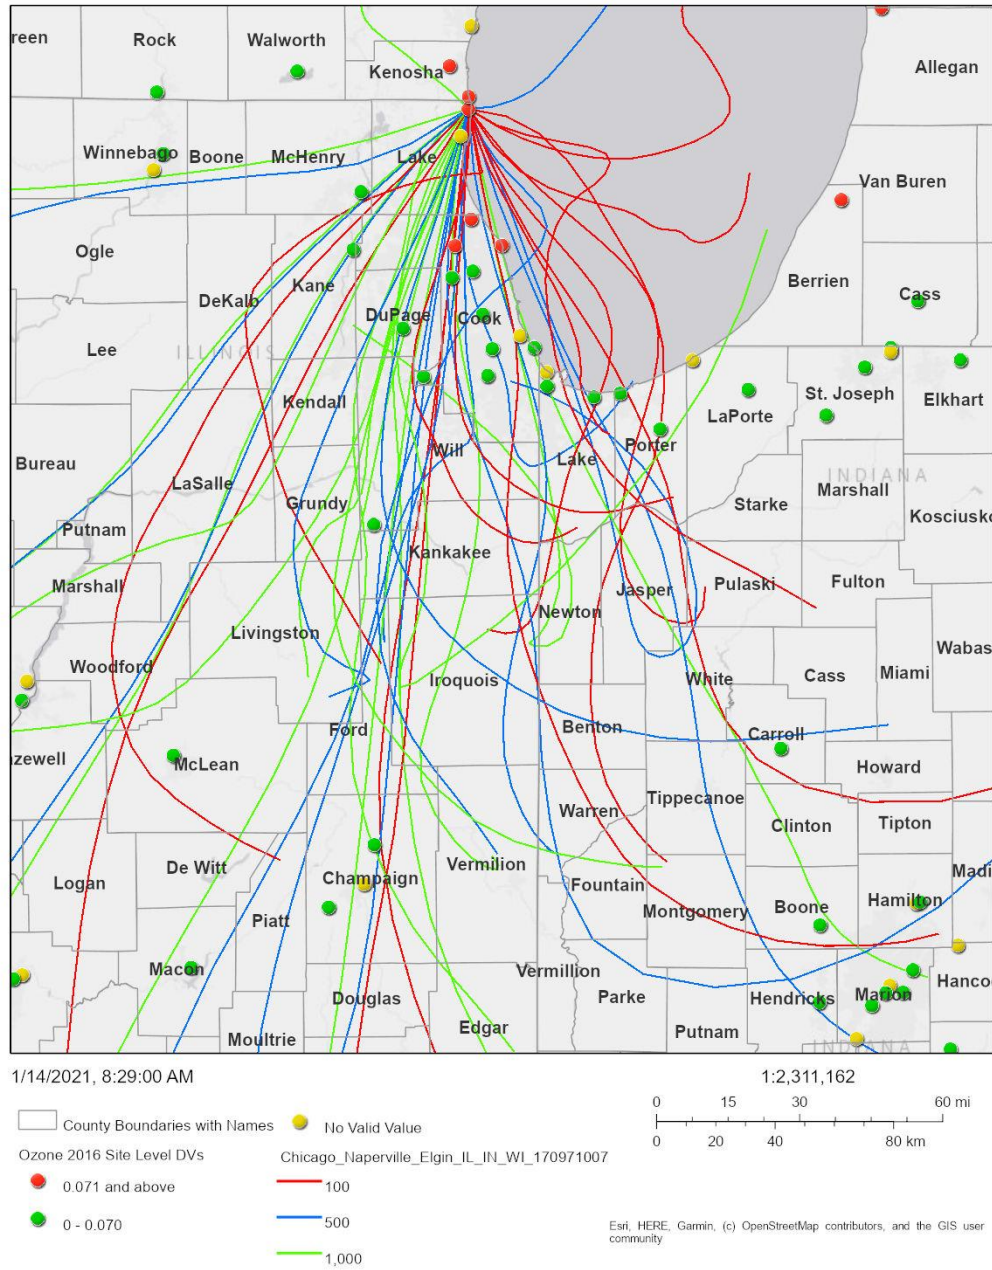 reen
Rock
Walworth
Kenosha
Allegan
Winnebago
Boone
McHenry
Lake
Van Buren
Ogle
DeKalb
Kane
Berrien
Cass
DuPage
Cook
Lee
ILLINOIS
Kendall
LaPorte
St. Joseph
Elkhart
Bureau
Will
Lake
Porter
LaSalle
INDIANA
Marshall
Starke
Grundy
Kosciusko
Putnam
Kankakee
Marshall
Jasper
Pulaski
Fulton
Newton
Livingston
Wabas
Woodford
Iroquois
White
Cass
Miami
Ford
Benton
Carroll
zewell
McLean
Howard
Warren
Tippecanoe
Clinton
Tipton
De Witt
Vermilion
Madi
Logan
Champaign
Fountain
Boone
Hamilton
Piatt
Montgomery
Macon
Vermillion
Hanco
Douglas
Parke
Hendricks
Marion
Edgar
Moultrie
Putnam
INDIANA
1/14/2021, 8:29:00 AM
1:2,311,162
0 15 30 60 mi
0 20 40 80 km
County Boundaries with Names
No Valid Value
Ozone 2016 Site Level DVs
Chicago_Naperville_Elgin_IL_IN_WI_170971007
0.071 and above
100
0 - 0.070
500
1,000
Esri, HERE, Garmin, (c) OpenStreetMap contributors, and the GIS user
community